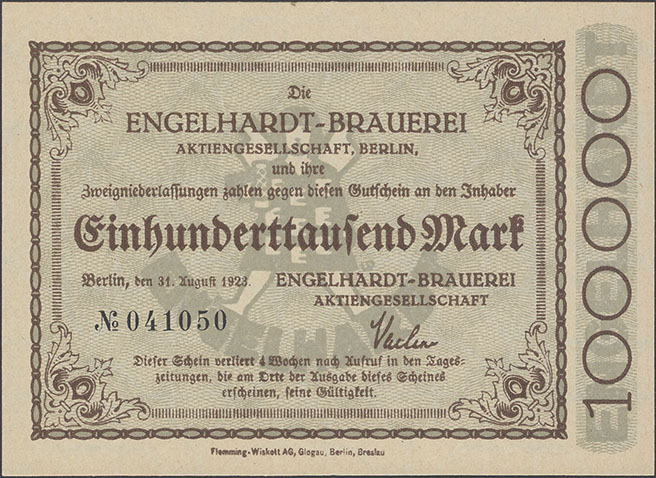 Die
ENGELHARDT-BRAUEREI
AKTIENGESELLSCHAFT, BERLIN,
und ihre
Zweigniederlassungen zahlen gegen diesen Gutschein an den Inhaber
Einhunderttausend Mark
Berlin, den 31. August 1923.
ENGELHARDT-BRAUEREI
AKTIENGESELLSCHAFT
№ 041050
Dieser Schein verliert 4 Wochen nach Aufruf in den Tages-
zeitungen, die am Orte der Ausgabe dieses Scheines
erscheinen, seine Gültigkeit.
Flemming-Wiskott AG, Glogau, Berlin, Breslau
100000
ENGELHARDT